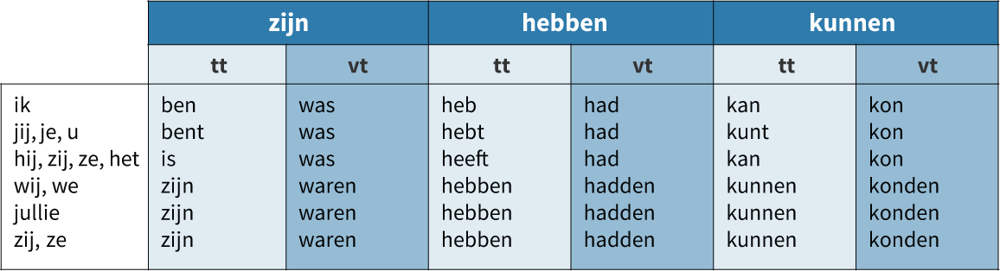 zijn hebben kunnen
tt vt tt vt tt vt
ik ben was heb had kan kon
jij, je, u bent was hebt had kunt kon
hij, zij, ze, het is was heeft had kan kon
wij, we zijn waren hebben hadden kunnen konden
jullie zijn waren hebben hadden kunnen konden
zij, ze zijn waren hebben hadden kunnen konden